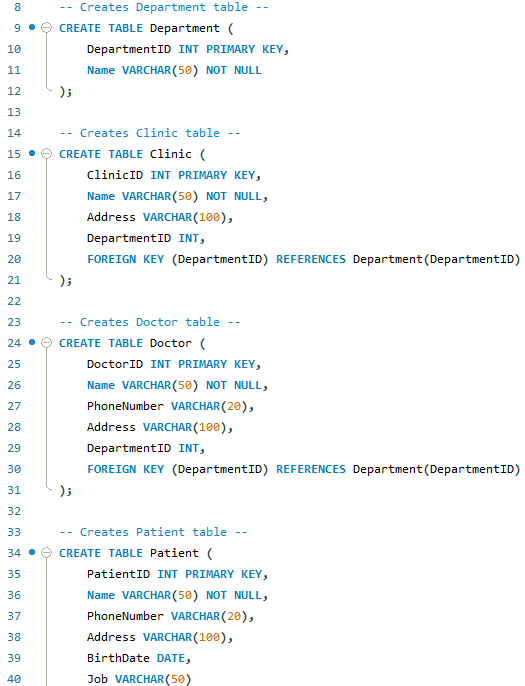 8 -- Creates Department table --
9 CREATE TABLE Department (
10 DepartmentID INT PRIMARY KEY,
11 Name VARCHAR(50) NOT NULL
12 );
13
14 -- Creates Clinic table --
15 CREATE TABLE Clinic (
16 ClinicID INT PRIMARY KEY,
17 Name VARCHAR(50) NOT NULL,
18 Address VARCHAR(100),
19 DepartmentID INT,
20 FOREIGN KEY (DepartmentID) REFERENCES Department(DepartmentID)
21 );
22
23 -- Creates Doctor table --
24 CREATE TABLE Doctor (
25 DoctorID INT PRIMARY KEY,
26 Name VARCHAR(50) NOT NULL,
27 PhoneNumber VARCHAR(20),
28 Address VARCHAR(100),
29 DepartmentID INT,
30 FOREIGN KEY (DepartmentID) REFERENCES Department(DepartmentID)
31 );
32
33 -- Creates Patient table --
34 CREATE TABLE Patient (
35 PatientID INT PRIMARY KEY,
36 Name VARCHAR(50) NOT NULL,
37 PhoneNumber VARCHAR(20),
38 Address VARCHAR(100),
39 BirthDate DATE,
40 Job VARCHAR(50)